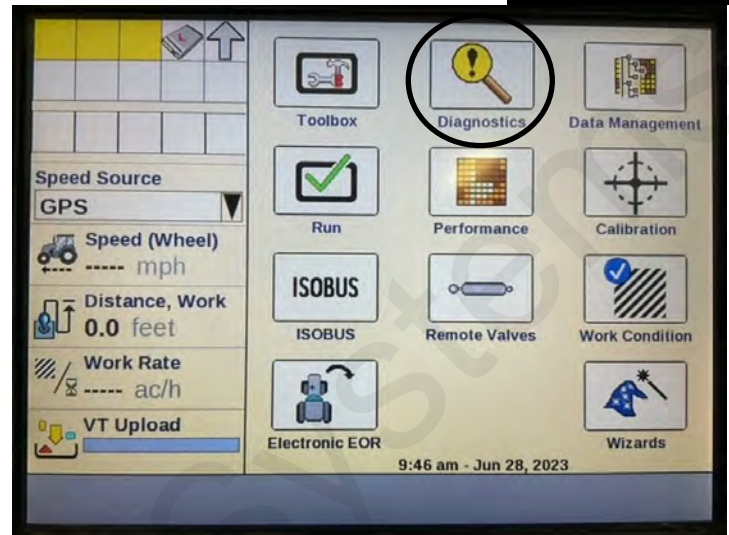 Toolbox
Diagnostics
Data Management
Speed Source
GPS
Run
Performance
Calibration
Speed (Wheel)
----- mph
Distance, Work
0.0 feet
ISOBUS
ISOBUS
Remote Valves
Work Condition
Work Rate
----- ac/h
VT Upload
Electronic EOR
Wizards
9:46 am - Jun 28, 2023
Systems